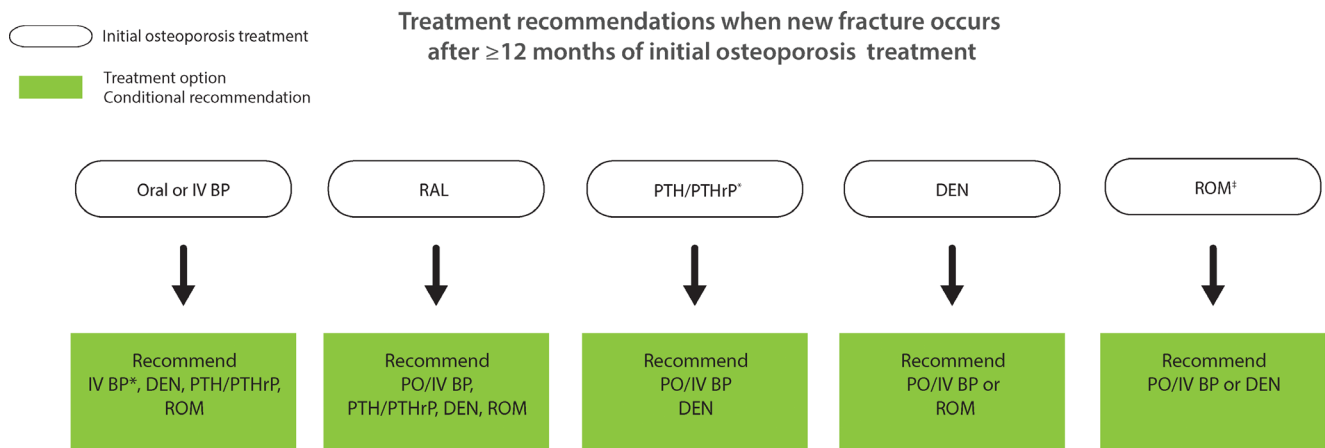 Treatment recommendations when new fracture occurs
after ≥12 months of initial osteoporosis treatment
Initial osteoporosis treatment
Treatment option
Conditional recommendation
Oral or IV BP
RAL
PTH/PTHrP*
DEN
ROM‡
Recommend
IV BP*, DEN, PTH/PTHrP,
ROM
Recommend
PO/IV BP,
PTH/PTHrP, DEN, ROM
Recommend
PO/IV BP
DEN
Recommend
PO/IV BP or
ROM
Recommend
PO/IV BP or DEN